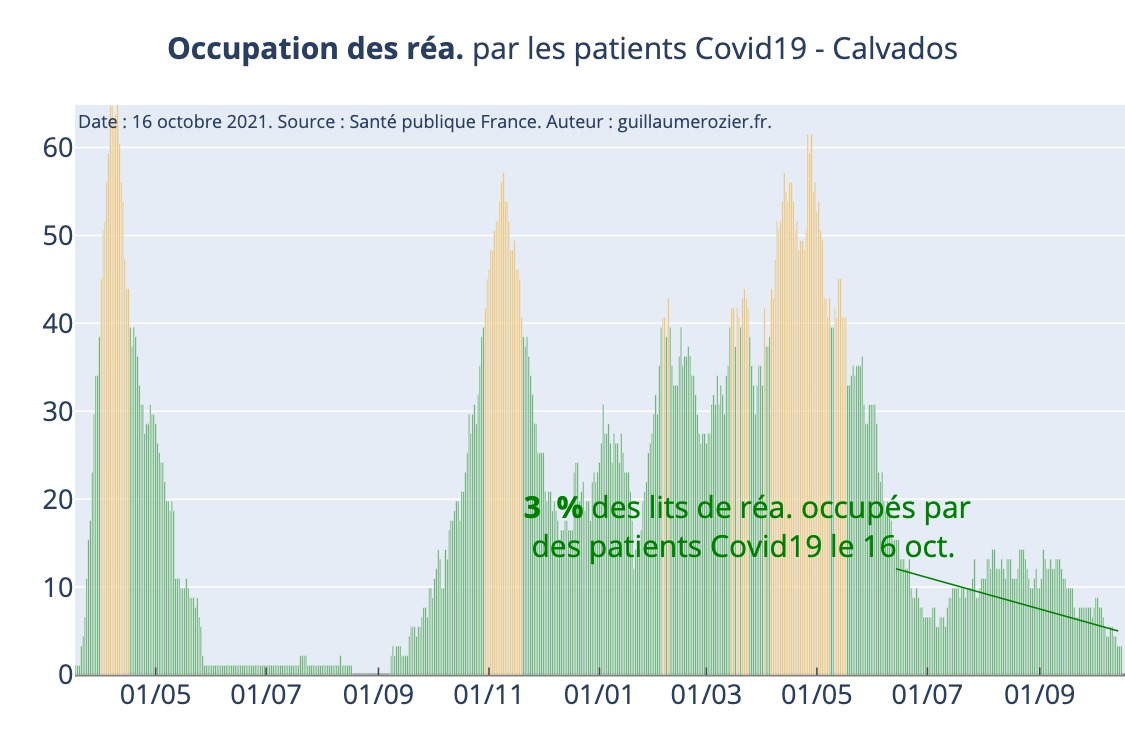 Occupation des réa. par les patients Covid19 - Calvados
Date : 16 octobre 2021. Source : Santé publique France. Auteur : guillaumerozier.fr.
60
50
40
30
20
10
0
3 % des lits de réa. occupés par
des patients Covid19 le 16 oct.
01/05 01/07 01/09 01/11 01/01 01/03 01/05 01/07 01/09